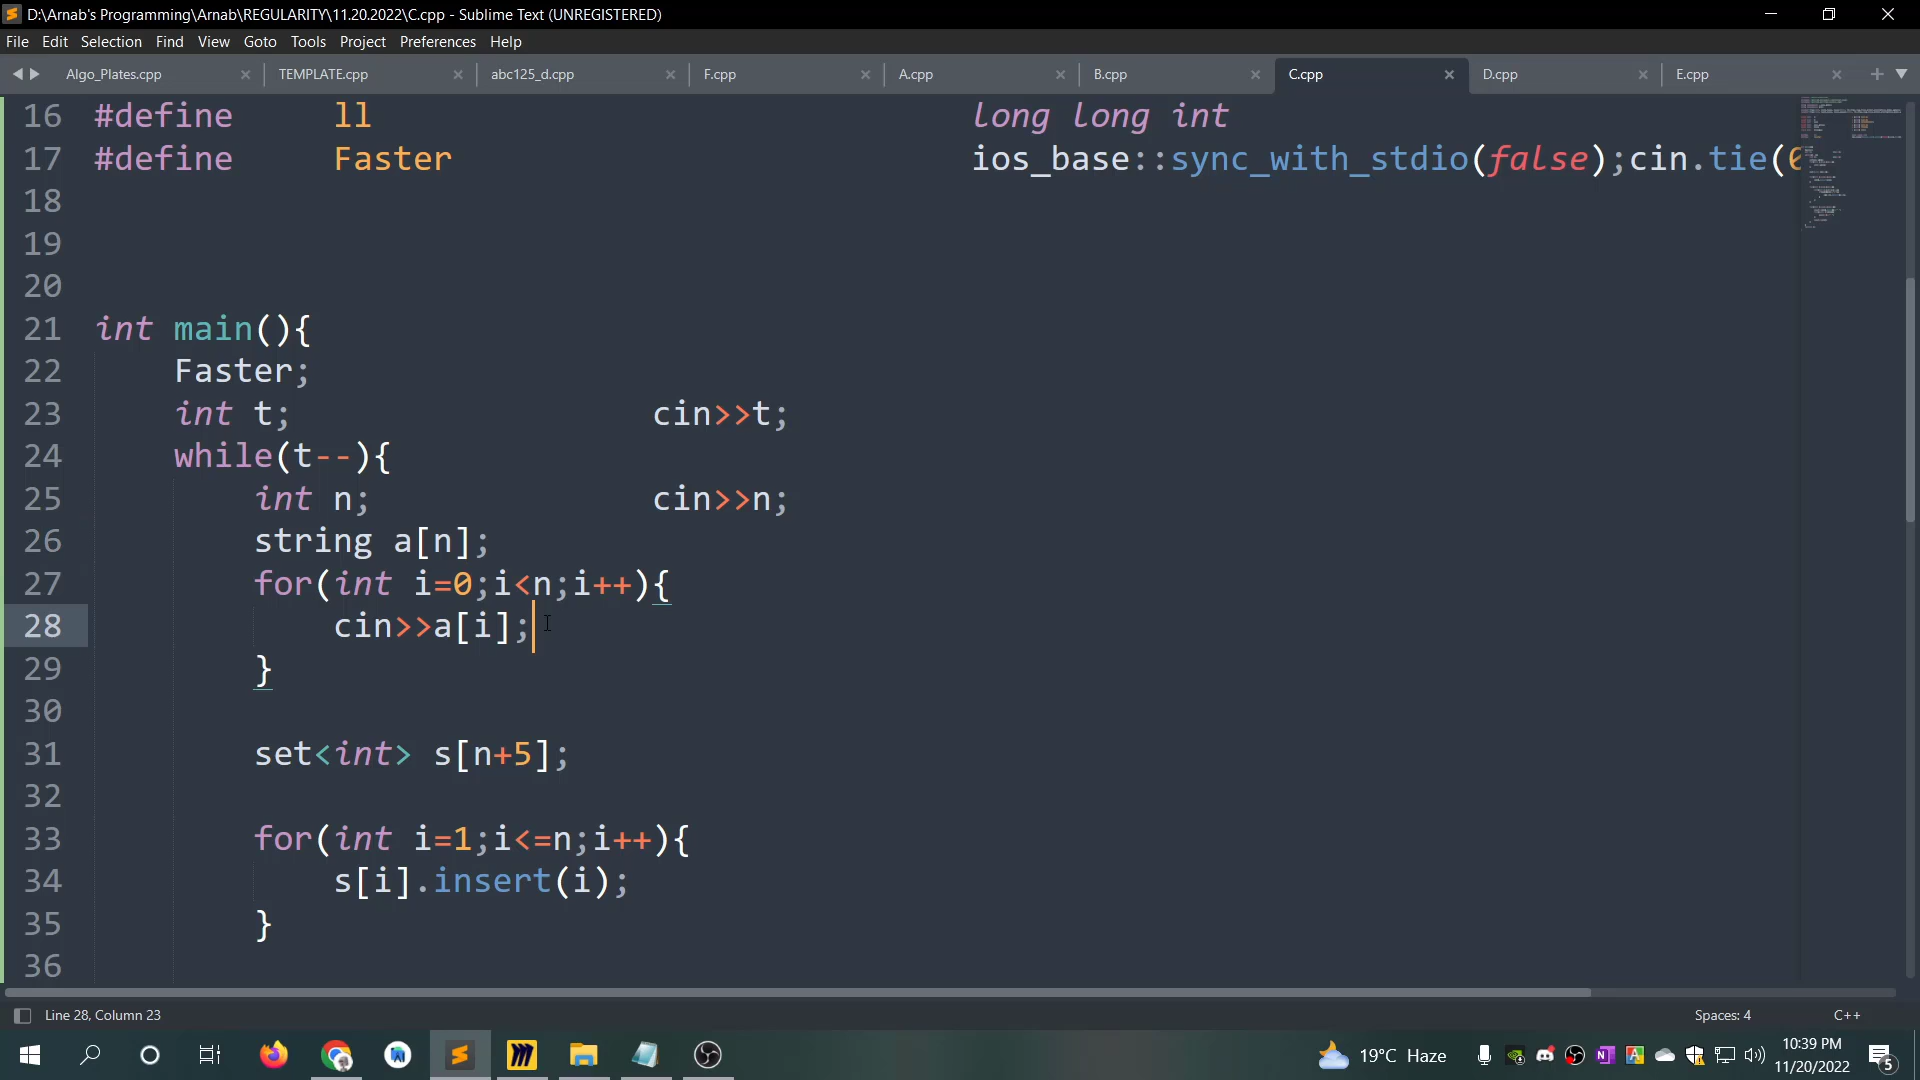 D:\Arnab's Programming\Arnab\REGULARITY\11.20.2022\C.cpp - Sublime Text (UNREGISTERED)
File Edit Selection Find View Goto Tools Project Preferences Help
Algo_Plates.cpp TEMPLATE.cpp abc125_d.cpp F.cpp A.cpp B.cpp C.cpp D.cpp E.cpp
16 #define ll long long int
17 #define Faster ios_base::sync_with_stdio(false);cin.tie(0
18
19
20
21 int main(){
22 Faster;
23 int t; cin>>t;
24 while(t--){
25 int n; cin>>n;
26 string a[n];
27 for(int i=0;i<n;i++){
28 cin>>a[i];
29 }
30
31 set<int> s[n+5];
32
33 for(int i=1;i<=n;i++){
34 s[i].insert(i);
35 }
36
Line 28, Column 23 Spaces: 4 C++
19°C Haze 10:39 PM
11/20/2022 5